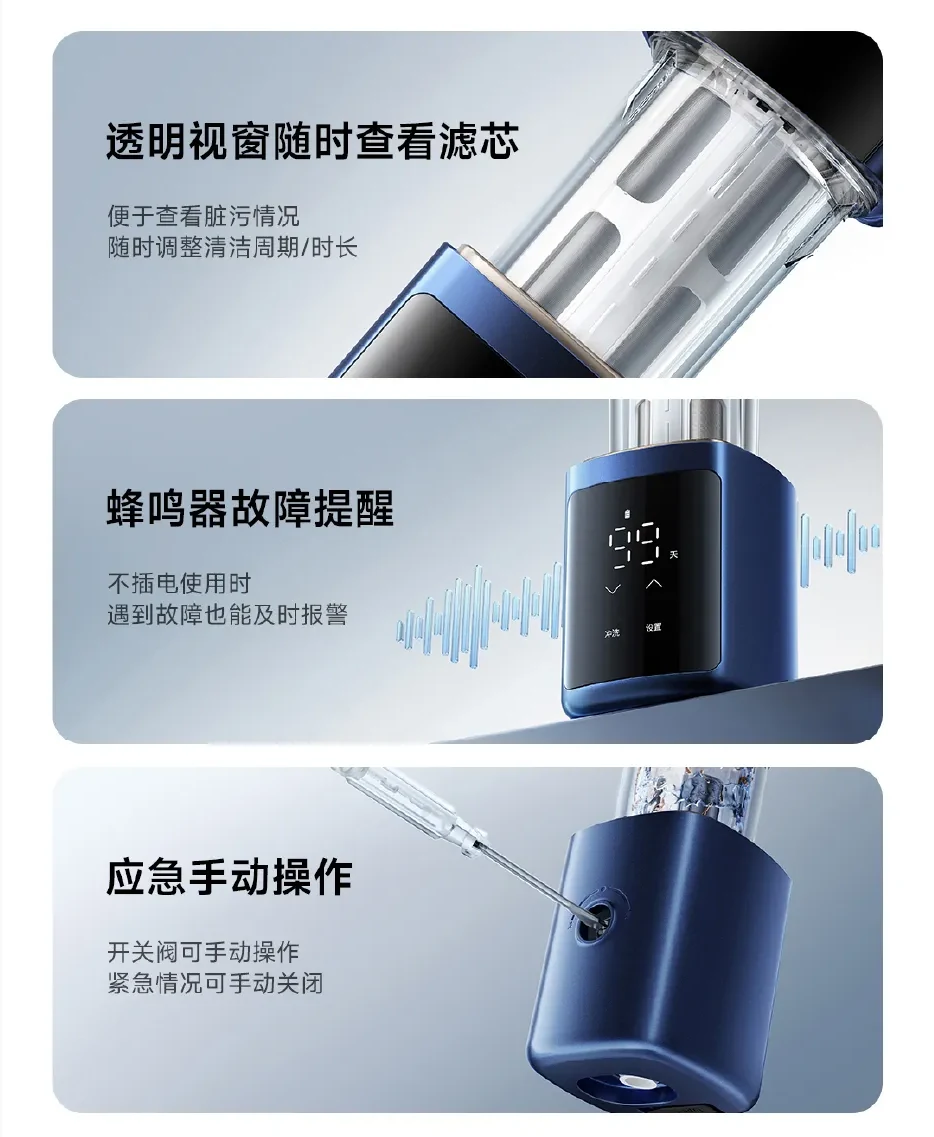 透明视窗随时查看滤芯
便于查看脏污情况
随时调整清洁周期/时长
蜂鸣器故障提醒
不插电使用时
遇到故障也能及时报警
99
天
冲洗
设置
应急手动操作
开关阀可手动操作
紧急情况可手动关闭